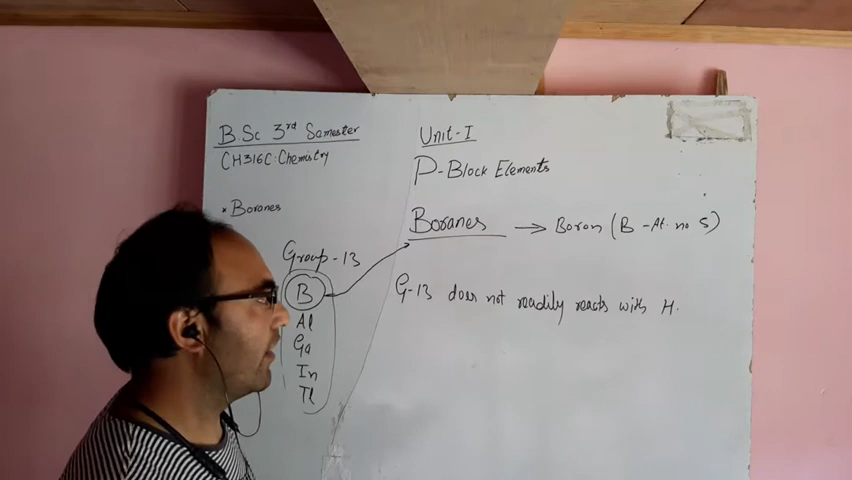 B.Sc 3rd Semester
CH316C: Chemistry
* Boranes
Group-13
B
Al
Ga
In
Tl
Unit-I
P-Block Elements
Boranes → Boron (B - At. no 5)
G-13 does not readily reacts with H.